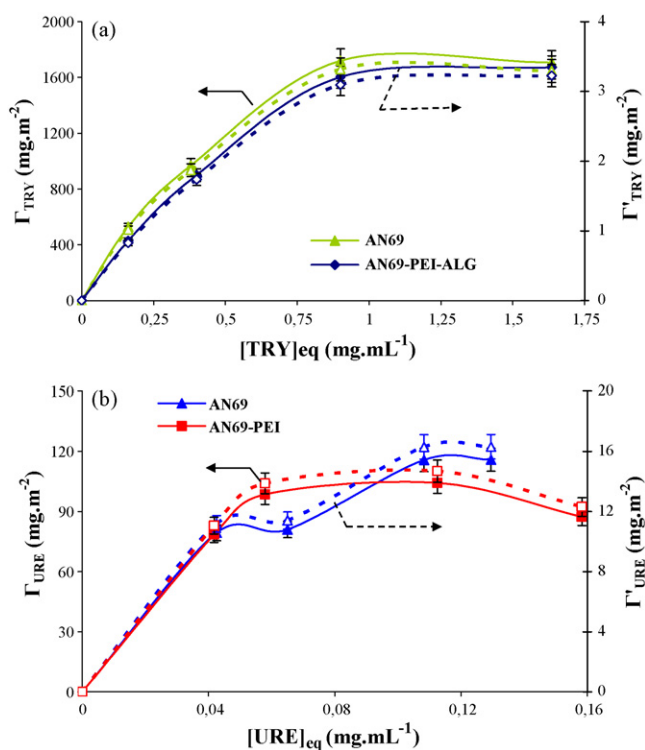 (a)
2000
1600
1200
800
400
0
Γ_TRY (mg.m⁻²)
4
3
2
1
0
Γ'_TRY (mg.m⁻²)
AN69
AN69-PEI-ALG
0 0,25 0,5 0,75 1 1,25 1,5 1,75
[TRY]eq (mg.mL⁻¹)
(b)
150
120
90
60
30
0
Γ_URE (mg.m⁻²)
20
16
12
8
4
0
Γ'_URE (mg.m⁻²)
AN69
AN69-PEI
0 0,04 0,08 0,12 0,16
[URE]eq (mg.mL⁻¹)